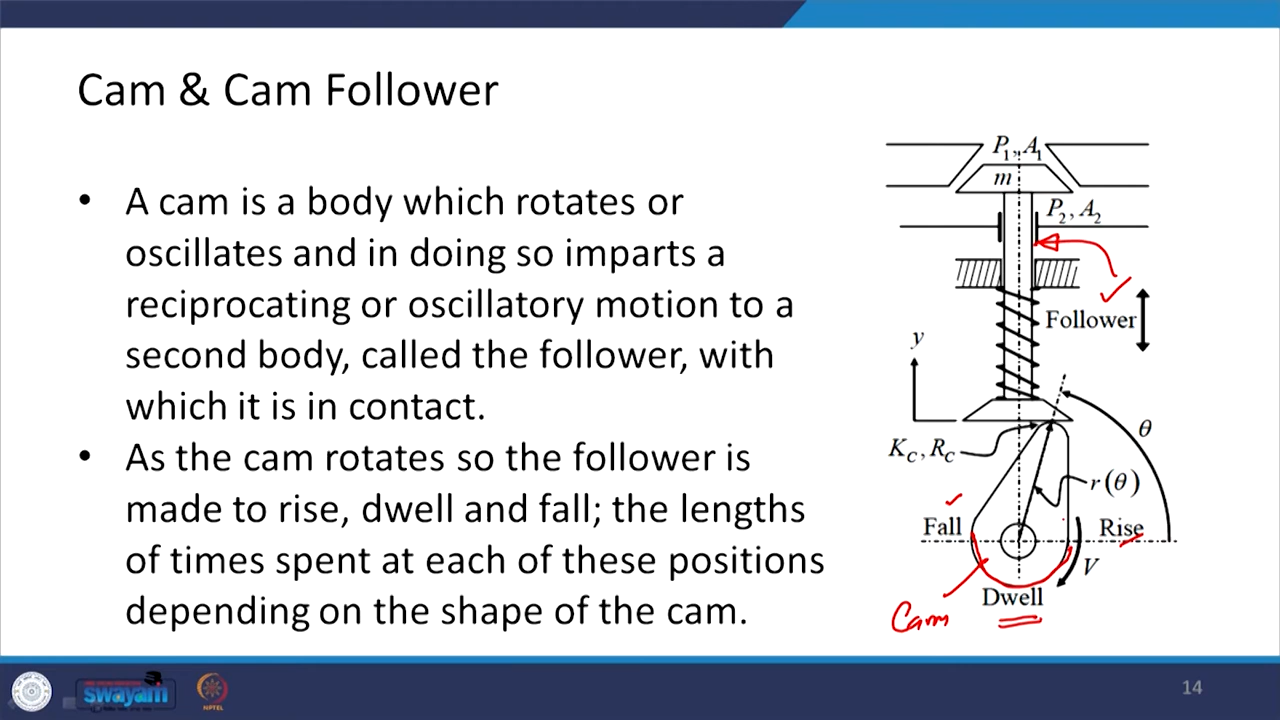 Cam & Cam Follower
• A cam is a body which rotates or
oscillates and in doing so imparts a
reciprocating or oscillatory motion to a
second body, called the follower, with
which it is in contact.
• As the cam rotates so the follower is
made to rise, dwell and fall; the lengths
of times spent at each of these positions
depending on the shape of the cam.
P₁, A₁
m
P₂, A₂
Follower
y
θ
K_C, R_C
r(θ)
Fall
Rise
V
Dwell
Cam
swayam
NPTEL
14